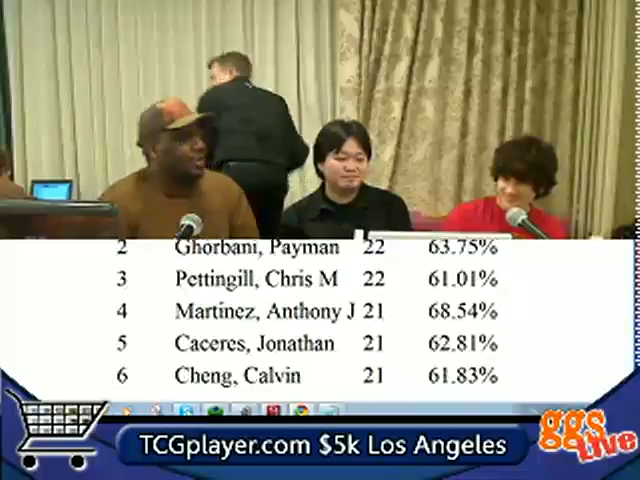 2 Ghorbani, Payman 22 63.75%
3 Pettingill, Chris M 22 61.01%
4 Martinez, Anthony J 21 68.54%
5 Caceres, Jonathan 21 62.81%
6 Cheng, Calvin 21 61.83%
TCGplayer.com $5k Los Angeles
ggs
Live